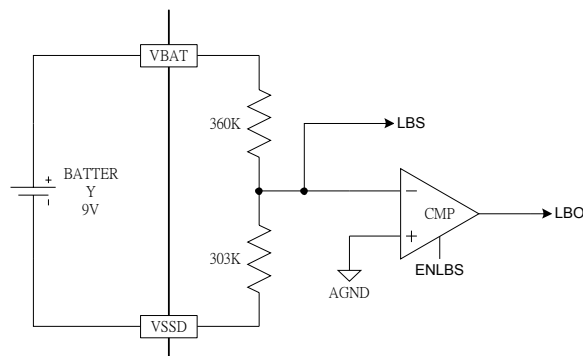 VBAT
360K
LBS
BATTER
Y
9V
+
-
−
CMP
LBO
+
303K
ENLBS
AGND
VSSD